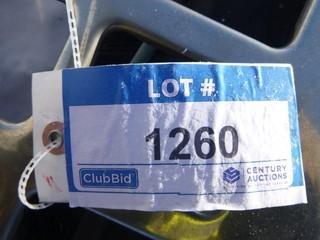 LOT #
1260
ClubBid
CENTURY
AUCTIONS